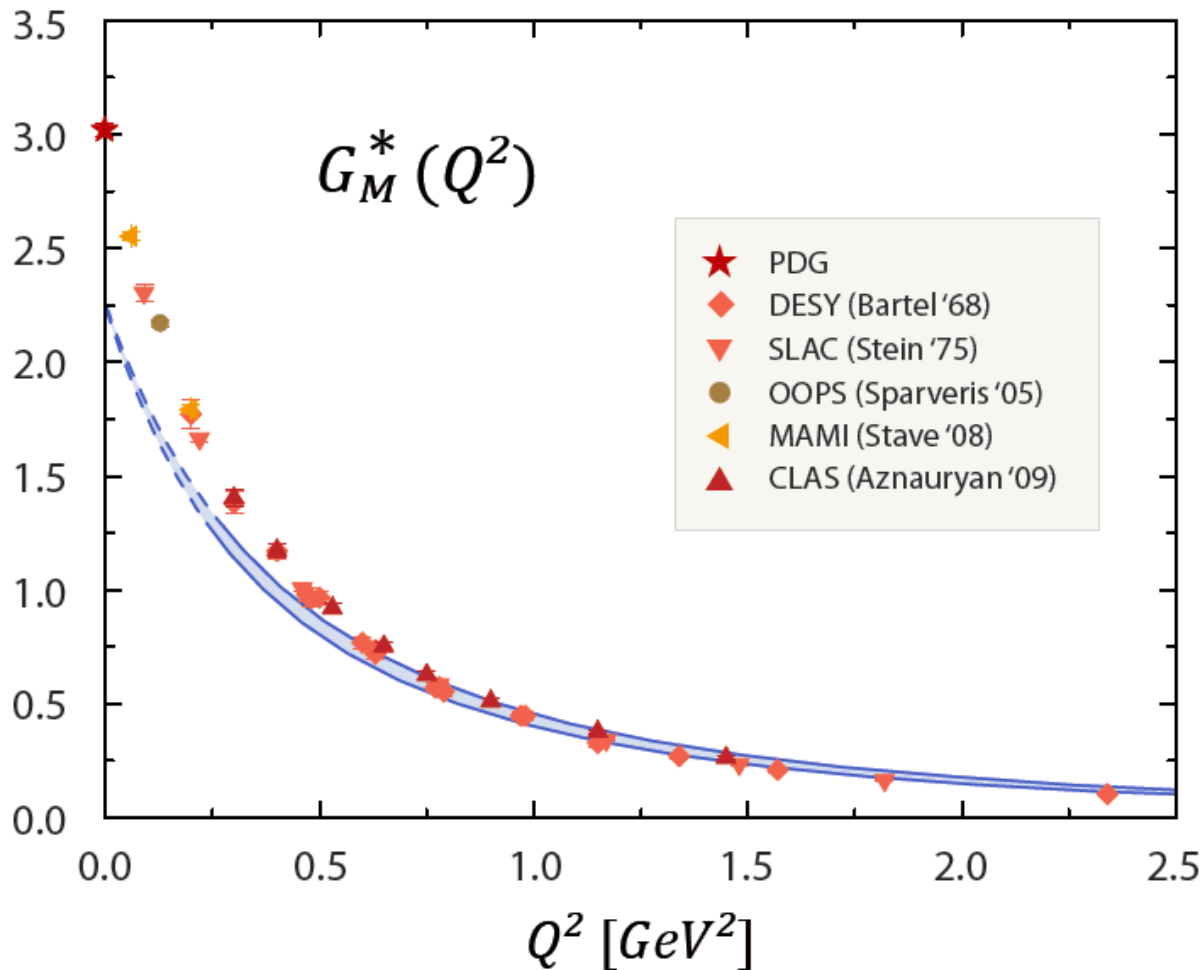 3.5
3.0
2.5
2.0
1.5
1.0
0.5
0.0
G*M (Q²)
PDG
DESY (Bartel ‘68)
SLAC (Stein ‘75)
OOPS (Sparveris ‘05)
MAMI (Stave ‘08)
CLAS (Aznauryan ‘09)
0.0 0.5 1.0 1.5 2.0 2.5
Q² [GeV²]